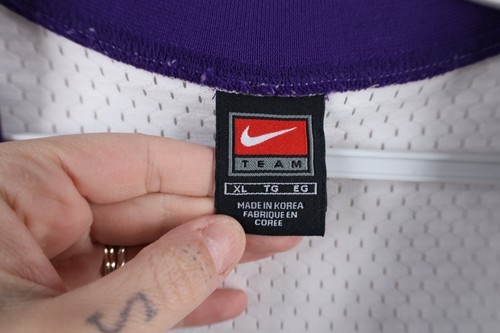 TEAM
XL TG EG
MADE IN KOREA
FABRIQUE EN
COREE